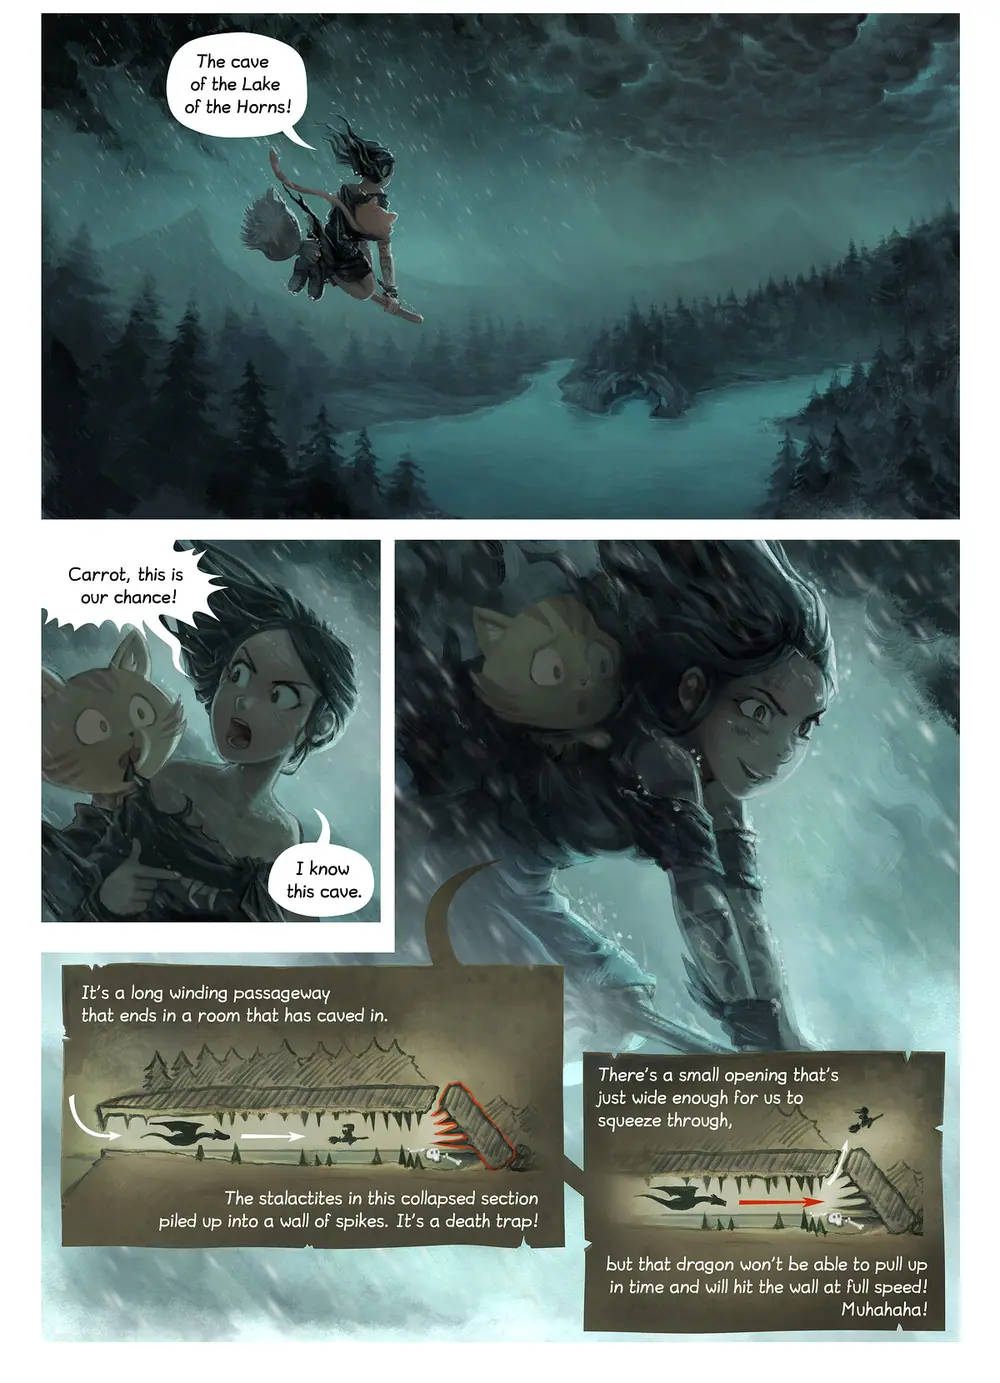 The cave
of the Lake
of the Horns!
Carrot, this is
our chance!
I know
this cave.
It's a long winding passageway
that ends in a room that has caved in.
The stalactites in this collapsed section
piled up into a wall of spikes. It's a death trap!
There's a small opening that's
just wide enough for us to
squeeze through,
but that dragon won't be able to pull up
in time and will hit the wall at full speed!
Muhahaha!